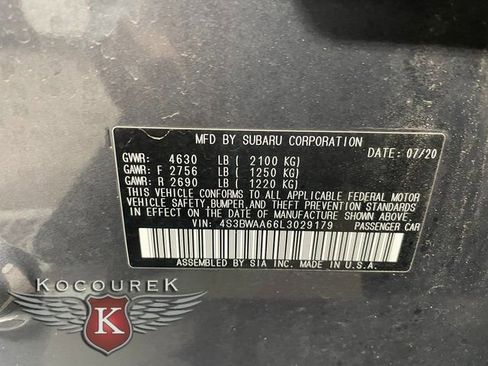 MFD BY SUBARU CORPORATION
GVWR: 4630 LB ( 2100 KG) DATE: 07/20
GAWR: F 2756 LB ( 1250 KG)
GAWR: R 2690 LB ( 1220 KG)
THIS VEHICLE CONFORMS TO ALL APPLICABLE FEDERAL MOTOR
VEHICLE SAFETY, BUMPER, AND THEFT PREVENTION STANDARDS
IN EFFECT ON THE DATE OF MANUFACTURE SHOWN ABOVE.
VIN: 4S3BWAA66L3029179 PASSENGER CAR
ASSEMBLED BY SIA INC. MADE IN U.S.A.
KOCOUREK
K